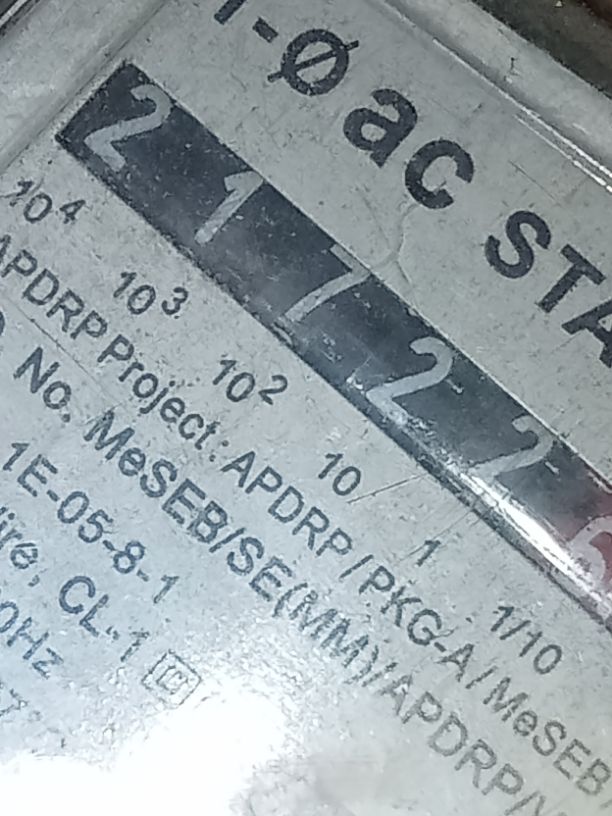 1-Ø ac STA
2 1 7 2 2
10⁴ 10³ 10² 10 1 1/10
APDRP Project: APDRP/PKG-A/MeSEB/
No. MeSEB/SE(MM)/APDRP/
1E-05-8-1
ire, CL.1 C
0Hz